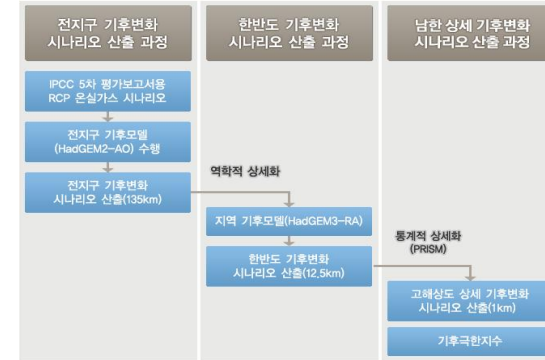 전지구 기후변화
시나리오 산출 과정
IPCC 5차 평가보고서용
RCP 온실가스 시나리오
전지구 기후모델
(HadGEM2-AO) 수행
전지구 기후변화
시나리오 산출(135km)
한반도 기후변화
시나리오 산출 과정
역학적 상세화
지역 기후모델(HadGEM3-RA)
한반도 기후변화
시나리오 산출(12.5km)
남한 상세 기후변화
시나리오 산출 과정
통계적 상세화
(PRISM)
고해상도 상세 기후변화
시나리오 산출(1km)
기후극한지수